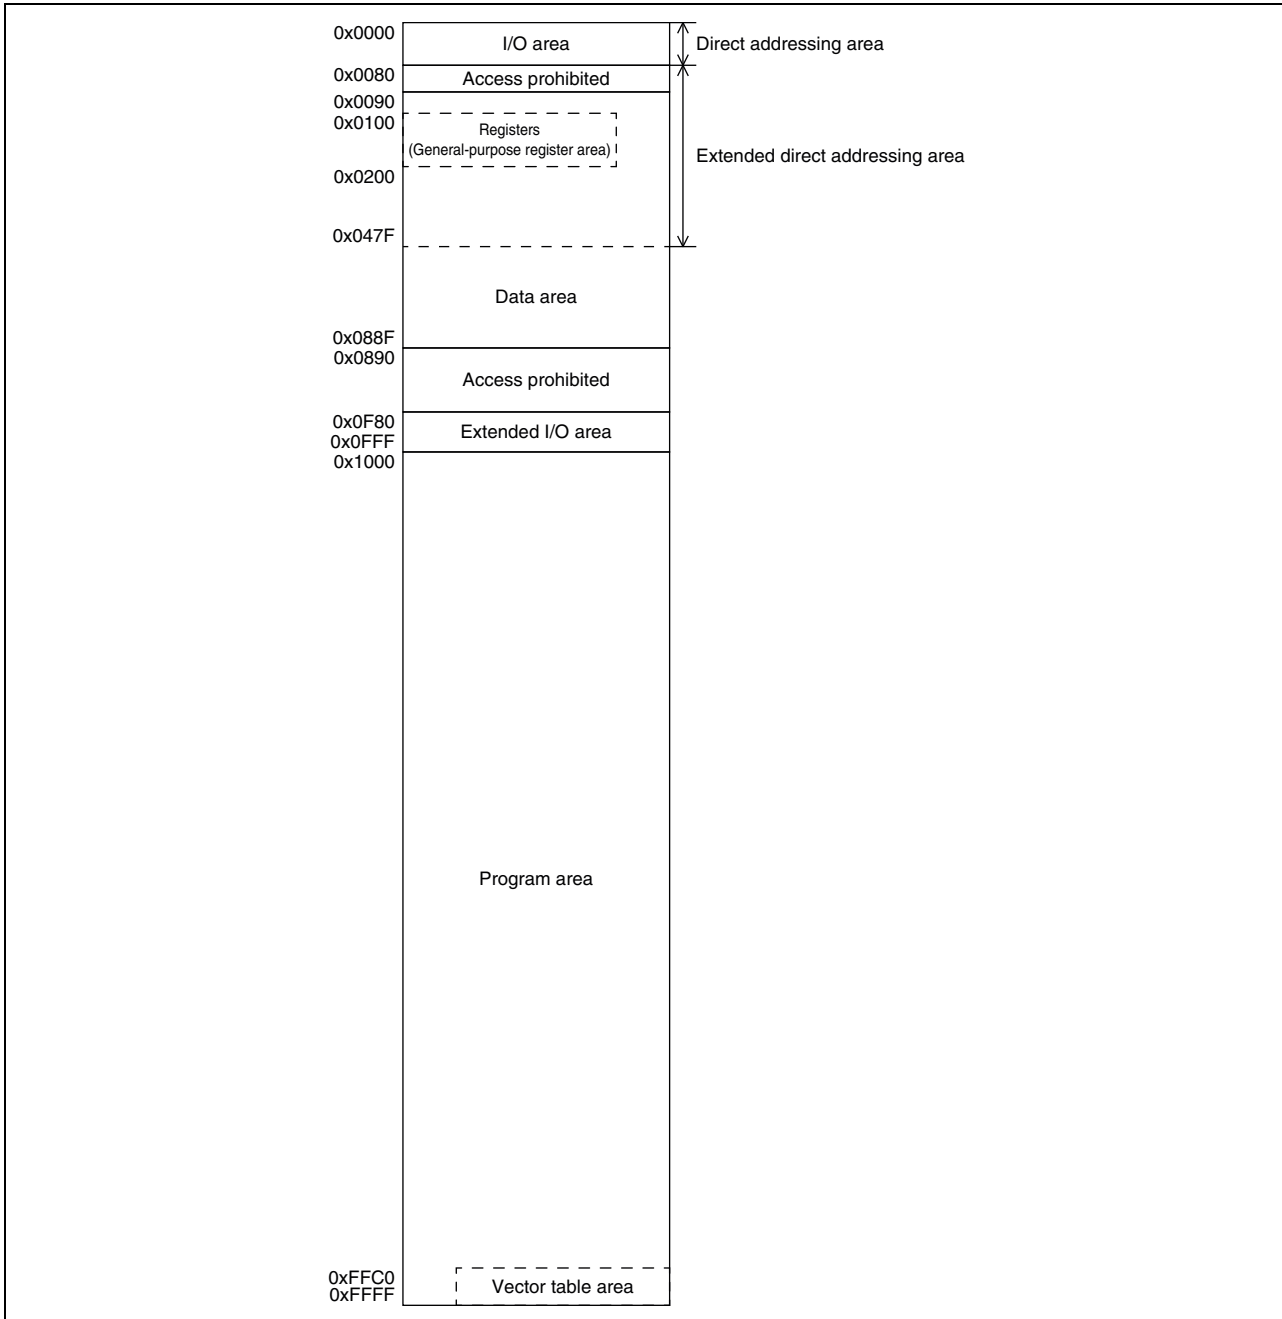 0x0000
I/O area
Direct addressing area
0x0080
Access prohibited
0x0090
0x0100
Registers
(General-purpose register area)
Extended direct addressing area
0x0200
0x047F
Data area
0x088F
0x0890
Access prohibited
0x0F80
Extended I/O area
0x0FFF
0x1000
Program area
0xFFC0
Vector table area
0xFFFF